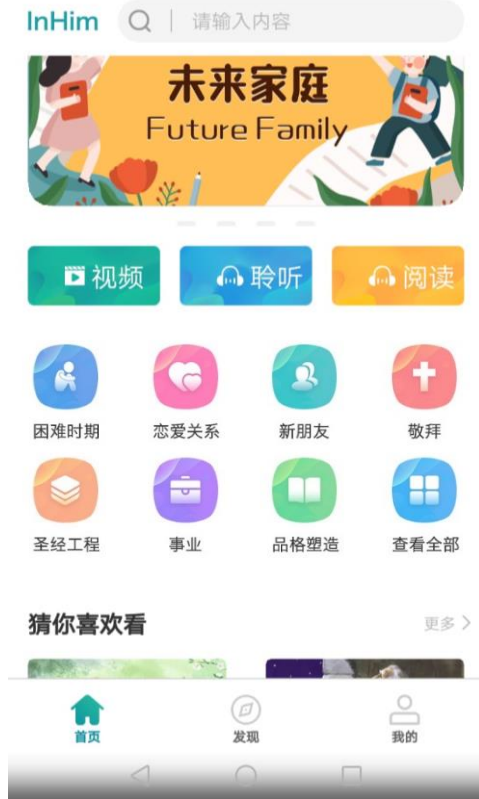 InHim 请输入内容
未来家庭
Future Family
视频 聆听 阅读
困难时期 恋爱关系 新朋友 敬拜
圣经工程 事业 品格塑造 查看全部
猜你喜欢看 更多
首页 发现 我的